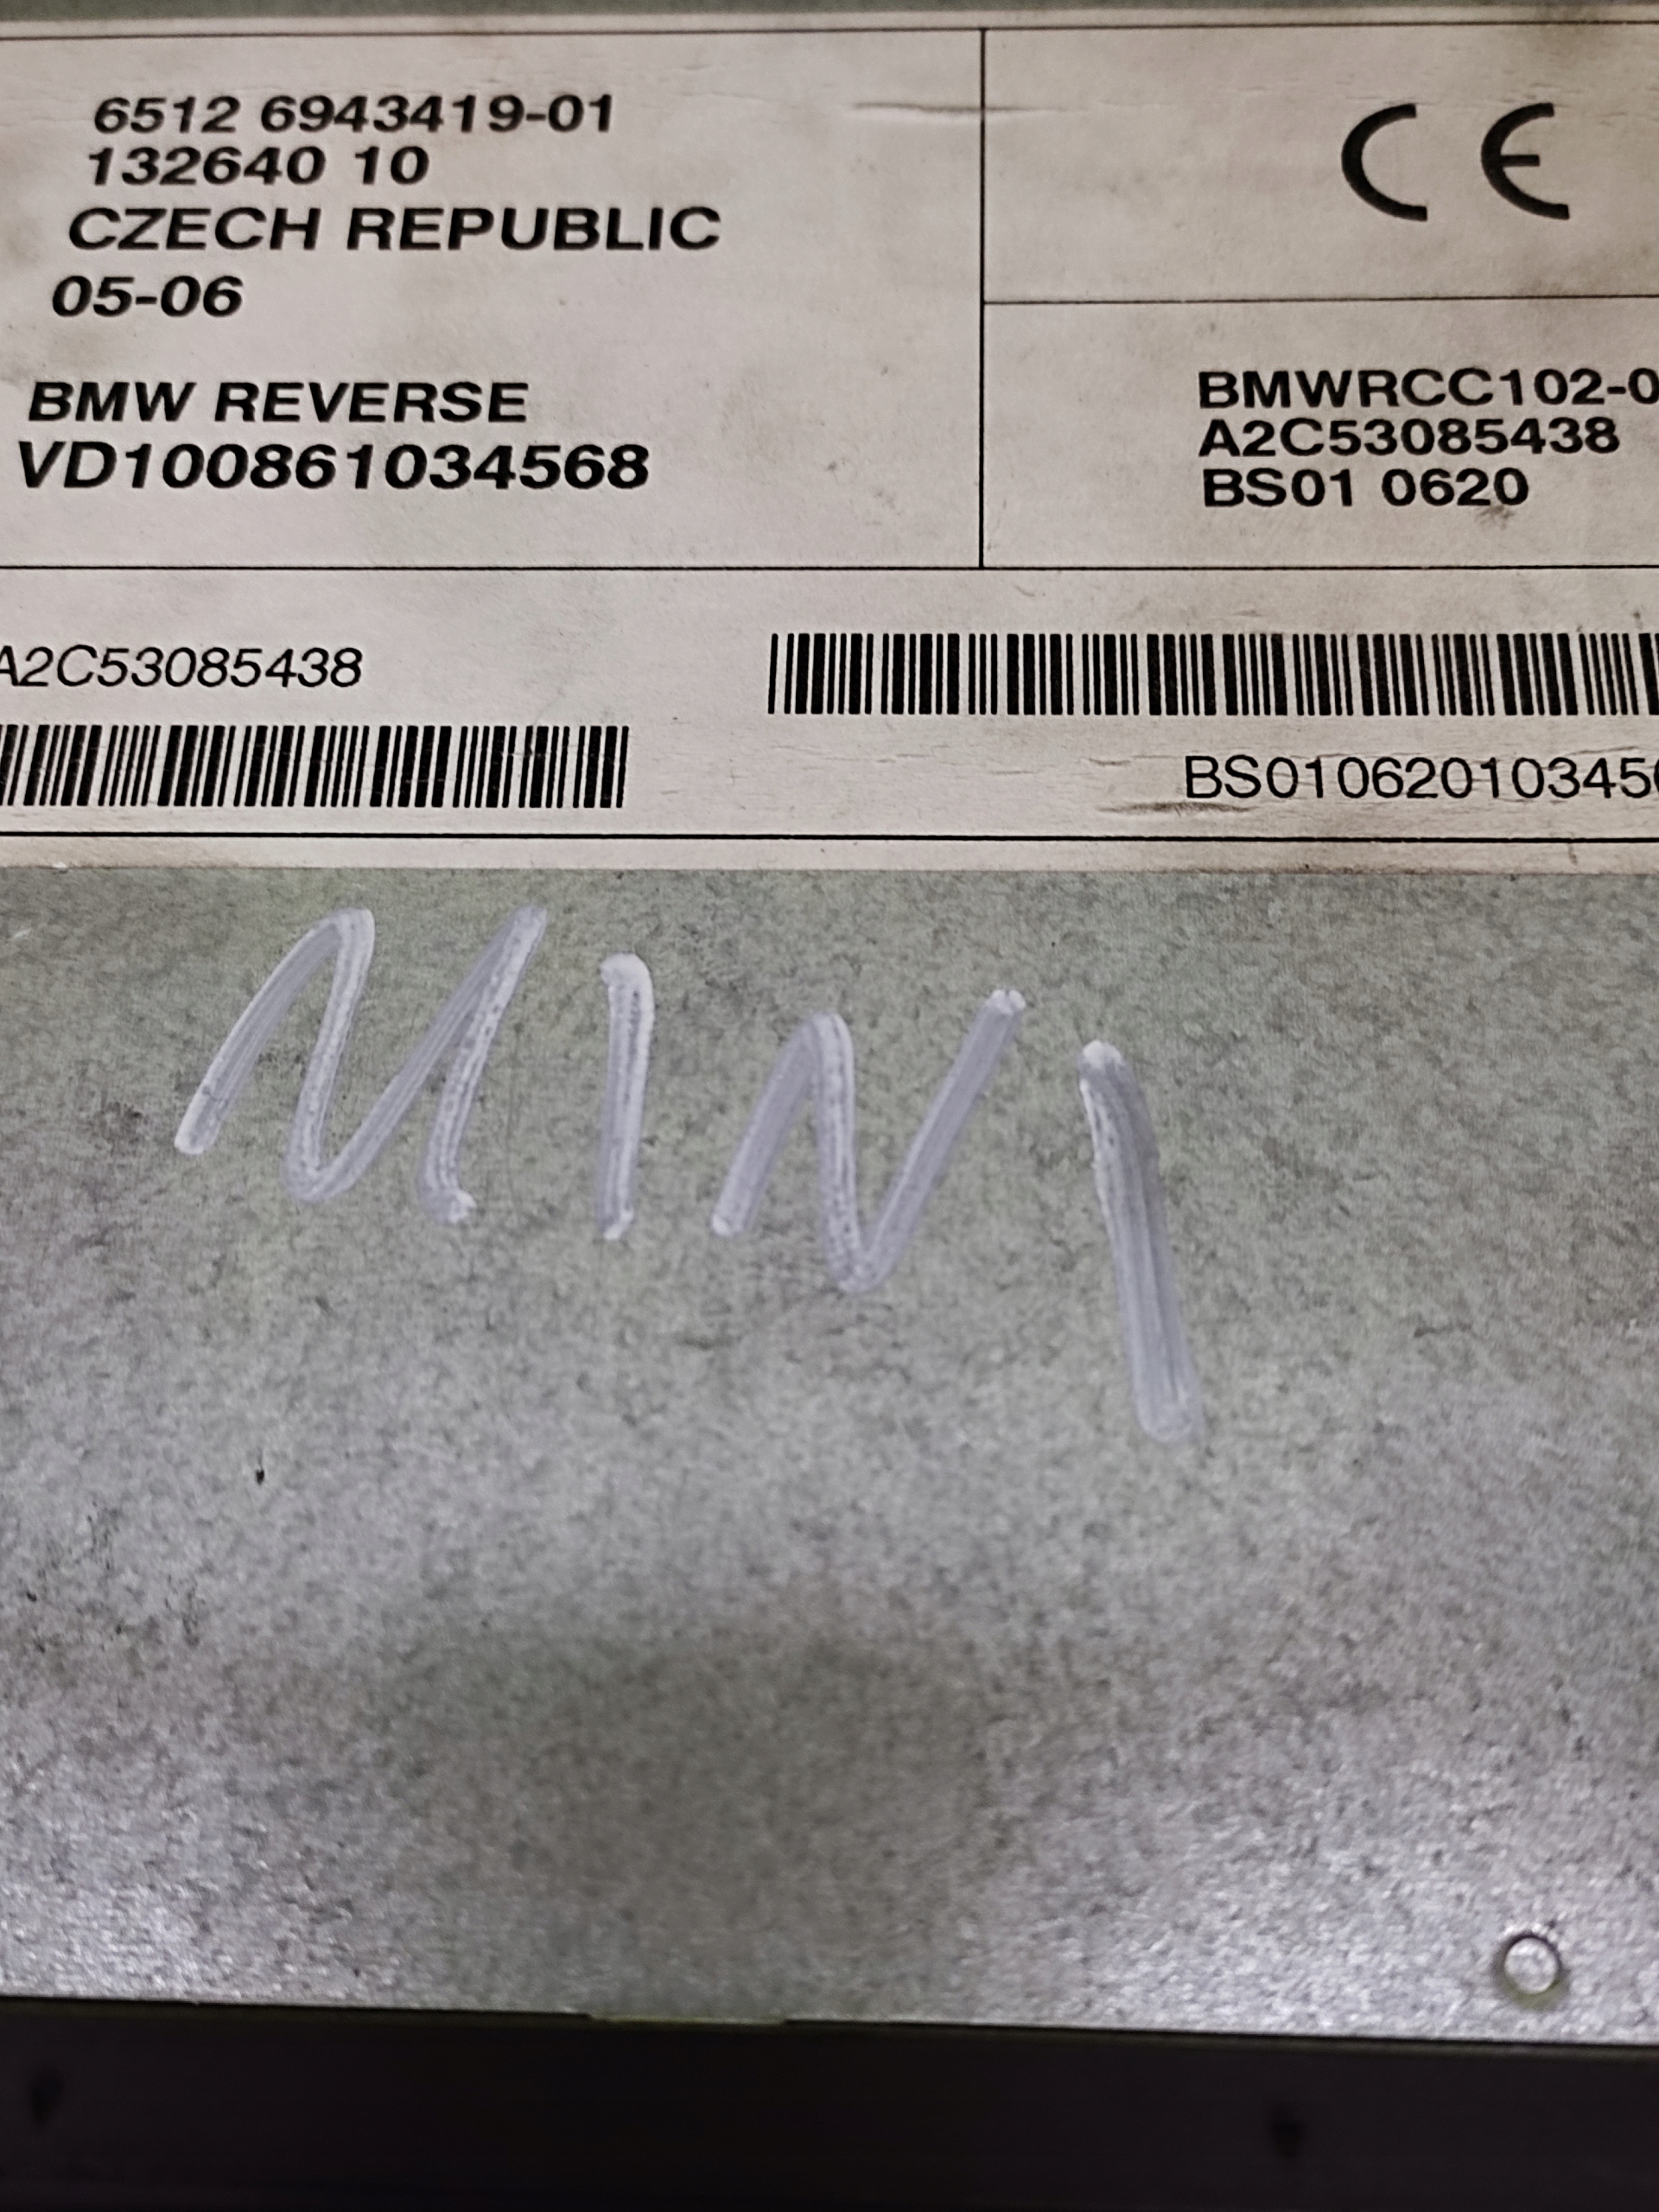 6512 6943419-01
132640 10
CZECH REPUBLIC
05-06
BMW REVERSE
VD100861034568
CE
BMWRCC102-0
A2C53085438
BS01 0620
A2C53085438
BS010620103456
MINI